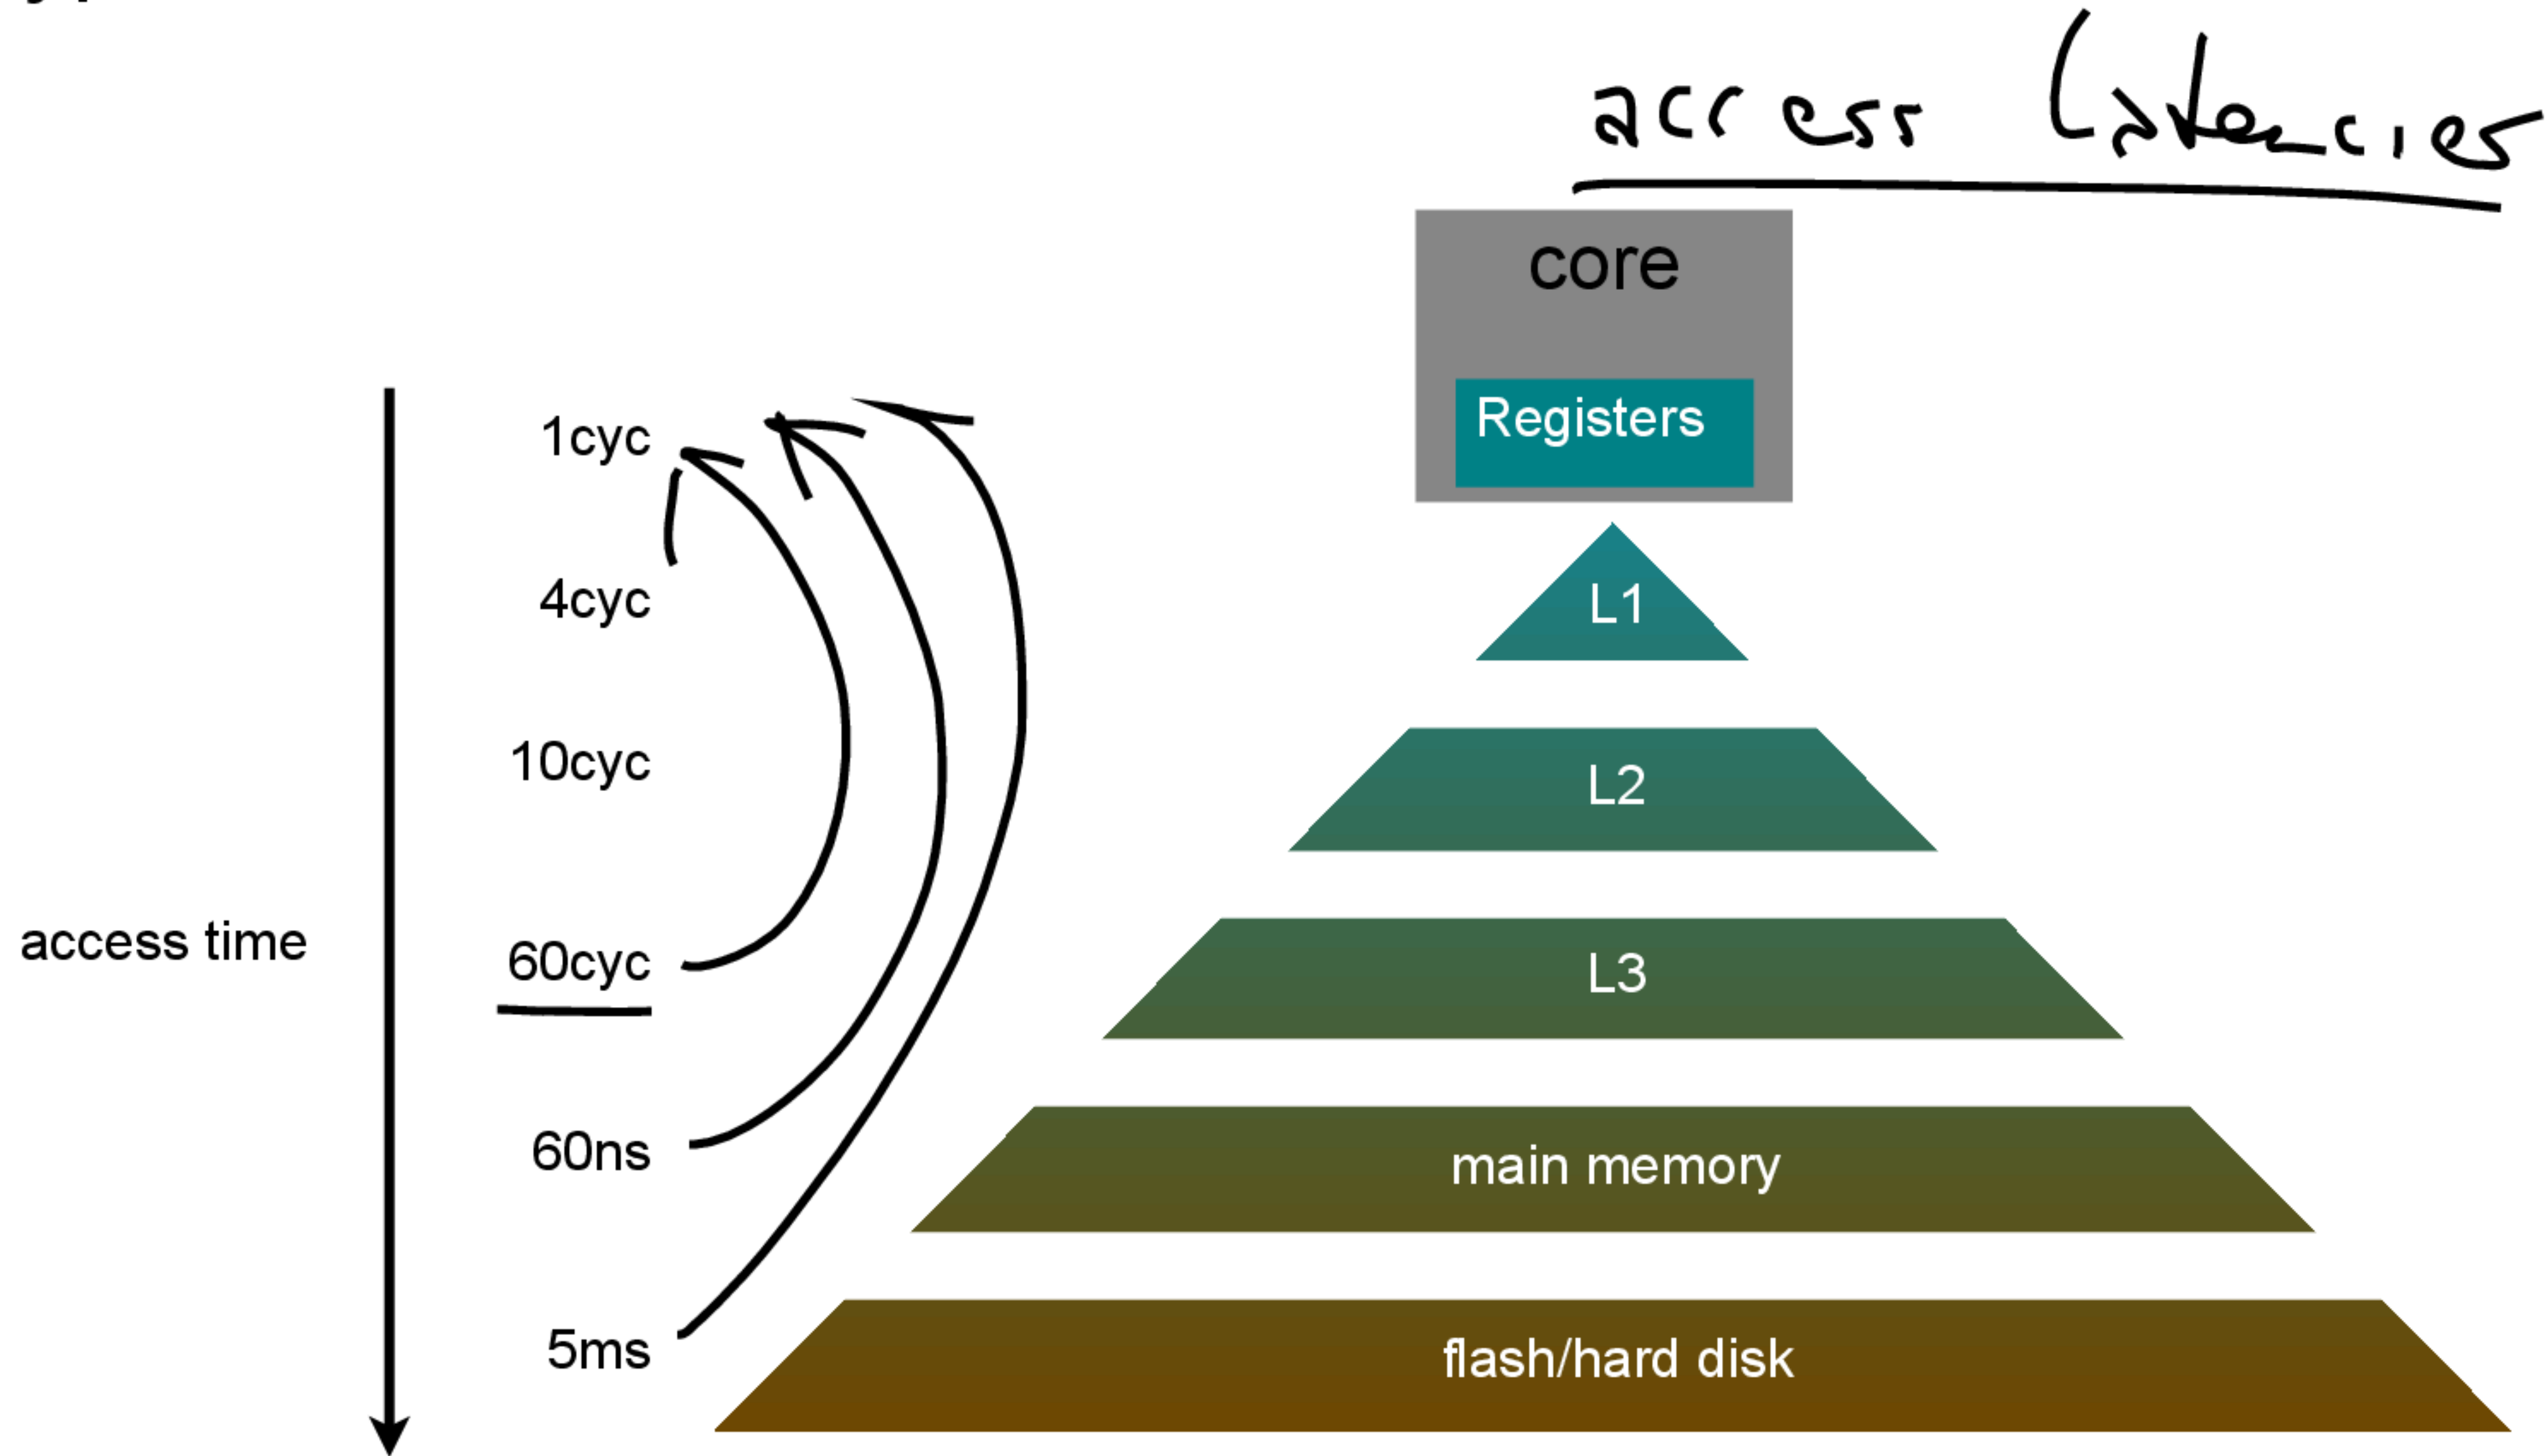 access latencies
core
1cyc
Registers
4cyc
L1
10cyc
L2
access time
60cyc
L3
60ns
main memory
5ms
flash/hard disk